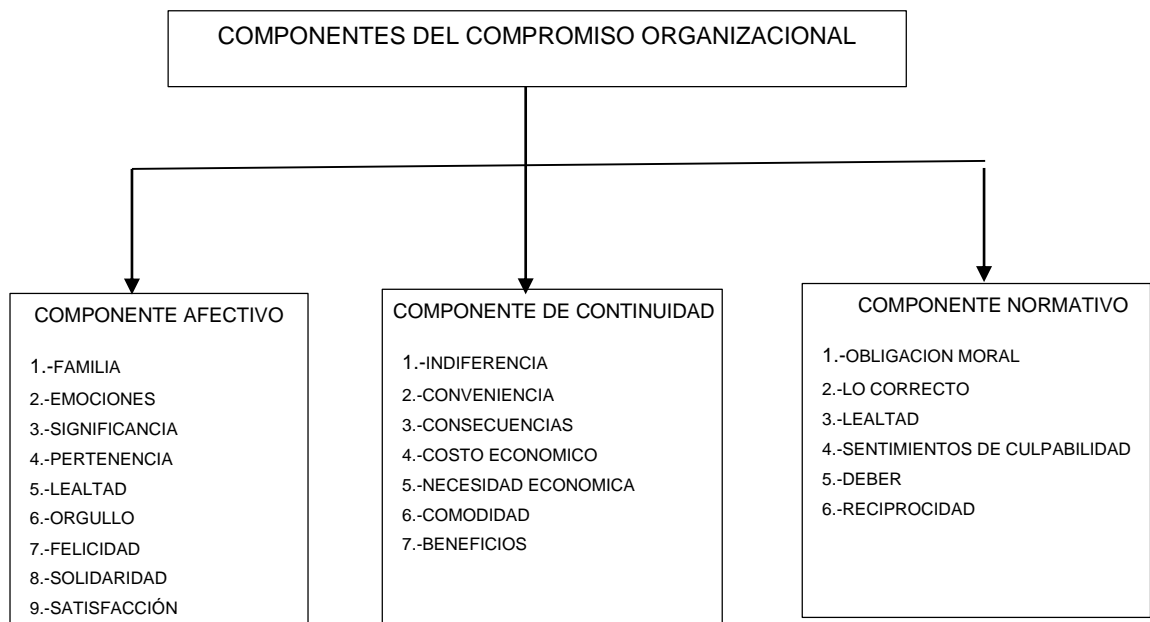 COMPONENTES DEL COMPROMISO ORGANIZACIONAL
COMPONENTE AFECTIVO
1.-FAMILIA
2.-EMOCIONES
3.-SIGNIFICANCIA
4.-PERTENENCIA
5.-LEALTAD
6.-ORGULLO
7.-FELICIDAD
8.-SOLIDARIDAD
9.-SATISFACCIÓN
COMPONENTE DE CONTINUIDAD
1.-INDIFERENCIA
2.-CONVENIENCIA
3.-CONSECUENCIAS
4.-COSTO ECONOMICO
5.-NECESIDAD ECONOMICA
6.-COMODIDAD
7.-BENEFICIOS
COMPONENTE NORMATIVO
1.-OBLIGACION MORAL
2.-LO CORRECTO
3.-LEALTAD
4.-SENTIMIENTOS DE CULPABILIDAD
5.-DEBER
6.-RECIPROCIDAD